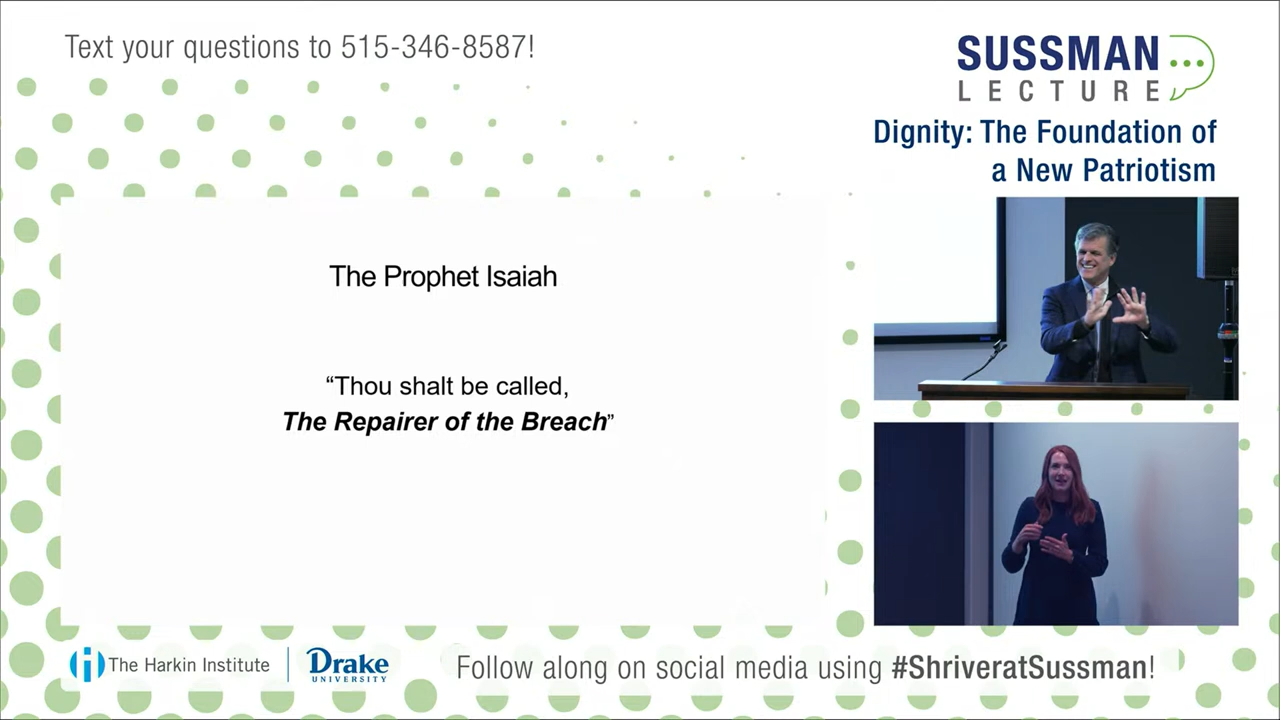 Text your questions to 515-346-8587!
SUSSMAN
LECTURE
Dignity: The Foundation of
a New Patriotism
The Prophet Isaiah
“Thou shalt be called,
The Repairer of the Breach”
The Harkin Institute
Drake
UNIVERSITY
Follow along on social media using #ShriveratSussman!